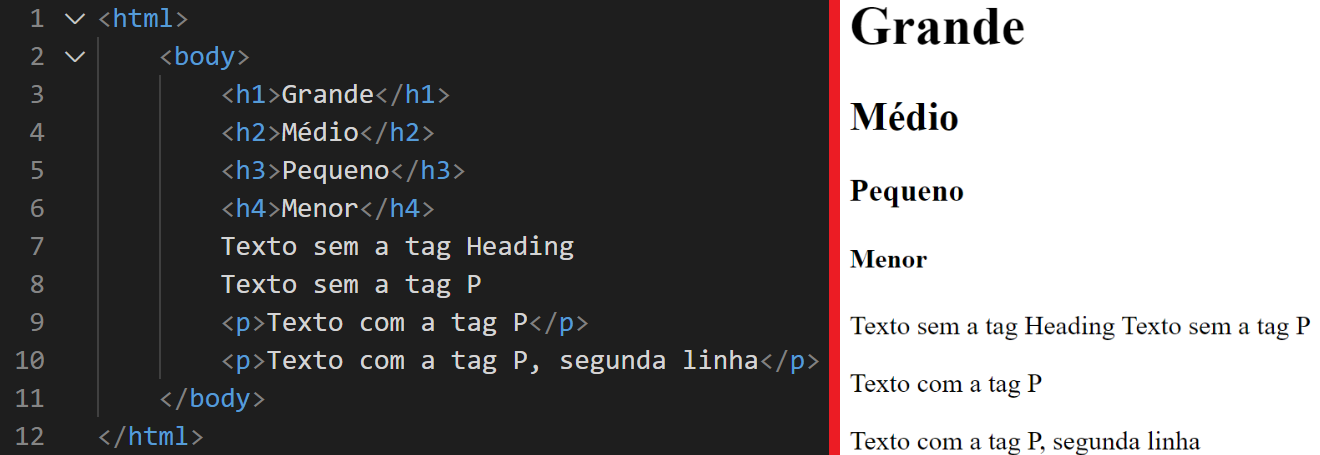 1 <html>
2 <body>
3 <h1>Grande</h1>
4 <h2>Médio</h2>
5 <h3>Pequeno</h3>
6 <h4>Menor</h4>
7 Texto sem a tag Heading
8 Texto sem a tag P
9 <p>Texto com a tag P</p>
10 <p>Texto com a tag P, segunda linha</p>
11 </body>
12 </html>
Grande
Médio
Pequeno
Menor
Texto sem a tag Heading Texto sem a tag P
Texto com a tag P
Texto com a tag P, segunda linha